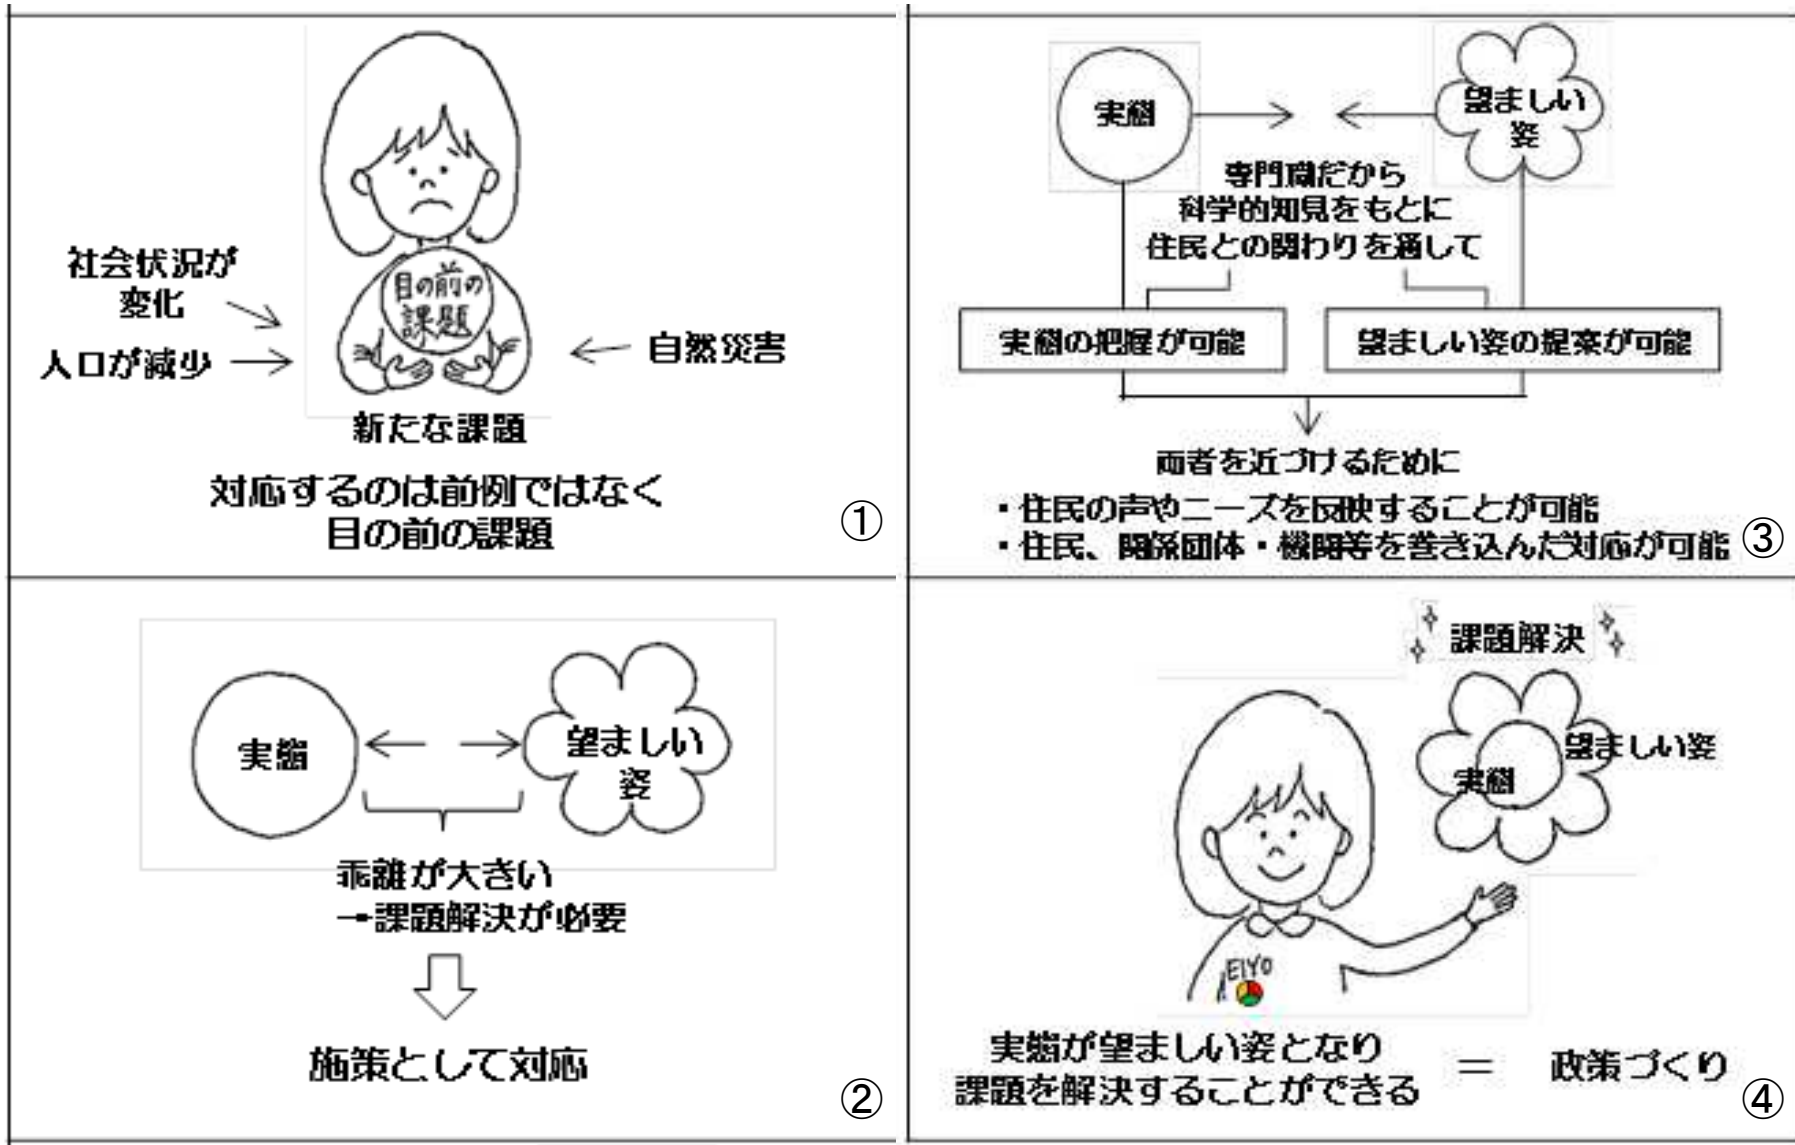 社会状況が
変化
人口が減少
目の前の
課題
自然災害
新たな課題
対応するのは前例ではなく
目の前の課題
①
実態
望ましい
姿
乖離が大きい
→課題解決が必要
施策として対応
②
実態
望ましい
姿
専門職だから
科学的知見をもとに
住民との関わりを通して
実態の把握が可能
望ましい姿の提案が可能
両者を近づけるために
・住民の声やニーズを反映することが可能
・住民、関係団体・機関等を巻き込んだ対応が可能
③
課題解決
望ましい姿
実態
EIYO
実態が望ましい姿となり
課題を解決することができる
=
政策づくり
④